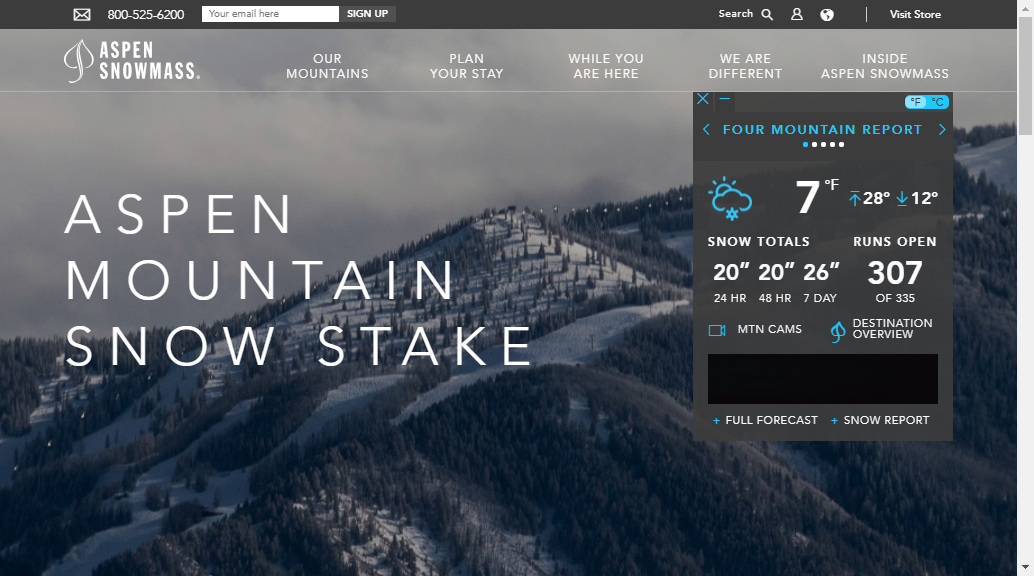 800-525-6200
Your email here
SIGN UP
Search
Visit Store
ASPEN
SNOWMASS®
OUR
MOUNTAINS
PLAN
YOUR STAY
WHILE YOU
ARE HERE
WE ARE
DIFFERENT
INSIDE
ASPEN SNOWMASS
°F °C
FOUR MOUNTAIN REPORT
7 °F 28° 12°
SNOW TOTALS
20” 20” 26”
24 HR 48 HR 7 DAY
RUNS OPEN
307
OF 335
MTN CAMS
DESTINATION
OVERVIEW
+ FULL FORECAST + SNOW REPORT
ASPEN
MOUNTAIN
SNOW STAKE